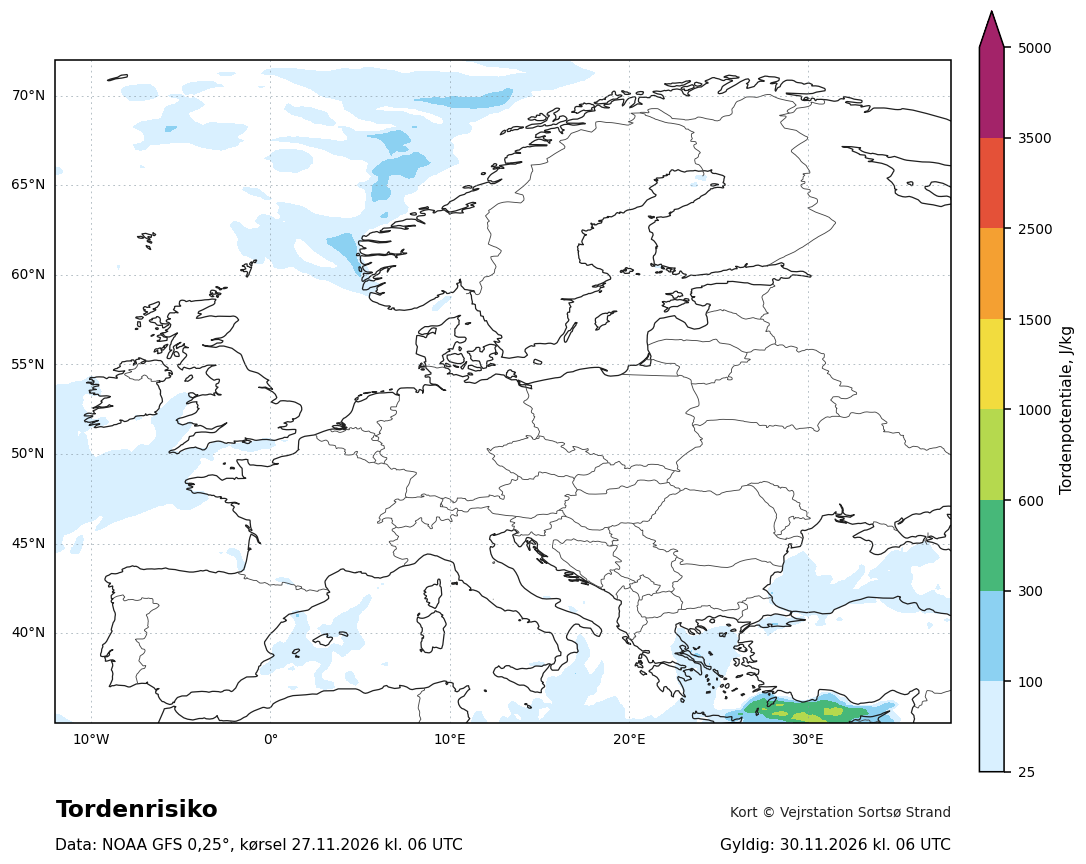 5000
3500
2500
1500
1000
600
300
100
25
Tordenpotentiale, J/kg
70°N
65°N
60°N
55°N
50°N
45°N
40°N
10°W
0°
10°E
20°E
30°E
Tordenrisiko
Kort © Vejrstation Sortsø Strand
Data: NOAA GFS 0,25°, kørsel 27.11.2026 kl. 06 UTC
Gyldig: 30.11.2026 kl. 06 UTC